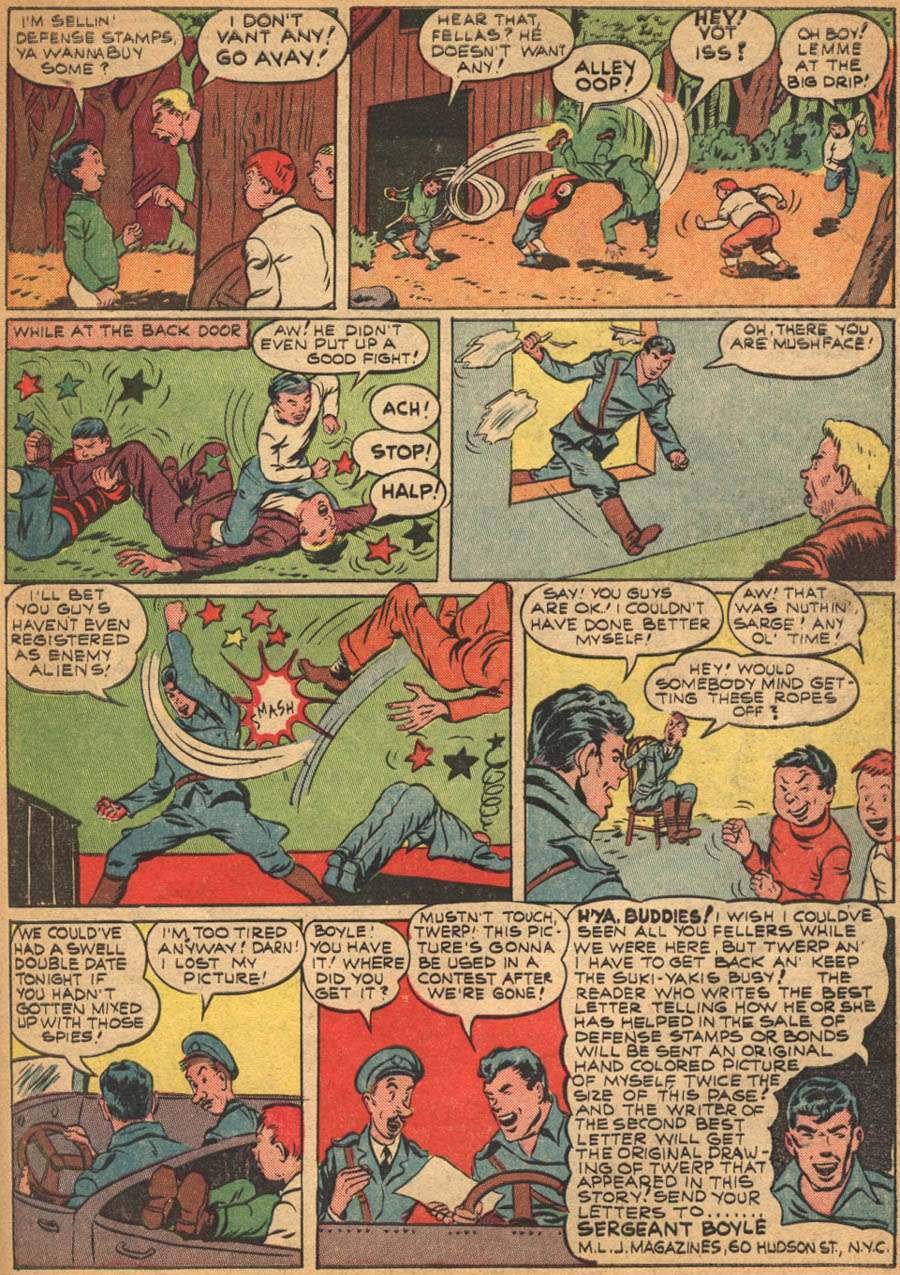 I'M SELLIN'
DEFENSE STAMPS,
YA WANNA BUY
SOME?
I DON'T
VANT ANY!
GO AVAY!
HEAR THAT,
FELLAS? HE
DOESN'T WANT
ANY!
ALLEY
OOP!
HEY!
VOT
ISS!
OH BOY!
LEMME
AT THE
BIG DRIP!
WHILE AT THE BACK DOOR
AW! HE DIDN'T
EVEN PUT UP A
GOOD FIGHT!
ACH!
STOP!
HALP!
OH, THERE YOU
ARE MUSHFACE!
I'LL BET
YOU GUYS
HAVENT EVEN
REGISTERED
AS ENEMY
ALIENS!
SMASH
SAY! YOU GUYS
ARE OK! I COULDN'T
HAVE DONE BETTER
MYSELF!
AW! THAT
WAS NUTHIN',
SARGE! ANY
OL' TIME!
HEY! WOULD
SOMEBODY MIND GET-
TING THESE ROPES
OFF?
WE COULD'VE
HAD A SWELL
DOUBLE DATE
TONIGHT IF
YOU HADN'T
GOTTEN MIXED
UP WITH THOSE
SPIES!
I'M TOO TIRED
ANYWAY! DARN!
I LOST MY
PICTURE!
BOYLE!
YOU HAVE
IT! WHERE
DID YOU
GET IT?
MUSTN'T TOUCH,
TWERP! THIS PIC-
TURE'S GONNA
BE USED IN A
CONTEST AFTER
WE'RE GONE!
H'YA, BUDDIES! I WISH I COULD'VE
SEEN ALL YOU FELLERS WHILE
WE WERE HERE, BUT TWERP AN'
I HAVE TO GET BACK AN' KEEP
THE SUKI-YAKIS BUSY! THE
READER WHO WRITES THE BEST
LETTER TELLING HOW HE OR SHE
HAS HELPED IN THE SALE OF
DEFENSE STAMPS OR BONDS
WILL BE SENT AN ORIGINAL
HAND COLORED PICTURE
OF MYSELF TWICE THE
SIZE OF THIS PAGE!
AND THE WRITER OF
THE SECOND BEST
LETTER WILL GET
THE ORIGINAL DRAW-
ING OF TWERP THAT
APPEARED IN THIS
STORY! SEND YOUR
LETTERS TO.......
SERGEANT BOYLE
M.L.J. MAGAZINES, 60 HUDSON ST., N.Y.C.